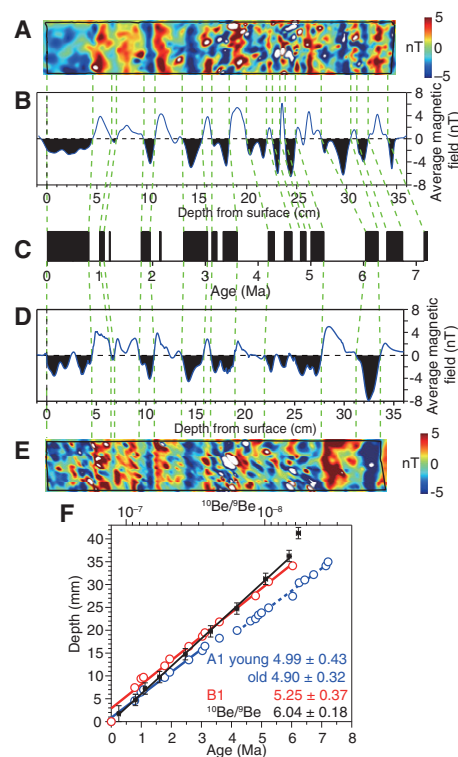 A
5
nT
-5
B
8
4
0
-4
-8
Average magnetic
field (nT)
0 5 10 15 20 25 30 35
Depth from surface (cm)
C
0 1 2 3 4 5 6 7
Age (Ma)
D
8
4
0
-4
-8
Average magnetic
field (nT)
0 5 10 15 20 25 30 35
Depth from surface (cm)
E
5
nT
-5
F
¹⁰Be/⁹Be
10⁻⁷ 10⁻⁸
40
35
30
25
20
15
10
5
0
Depth (mm)
A1 young 4.99 ± 0.43
old 4.90 ± 0.32
B1 5.25 ± 0.37
¹⁰Be/⁹Be 6.04 ± 0.18
0 1 2 3 4 5 6 7 8
Age (Ma)